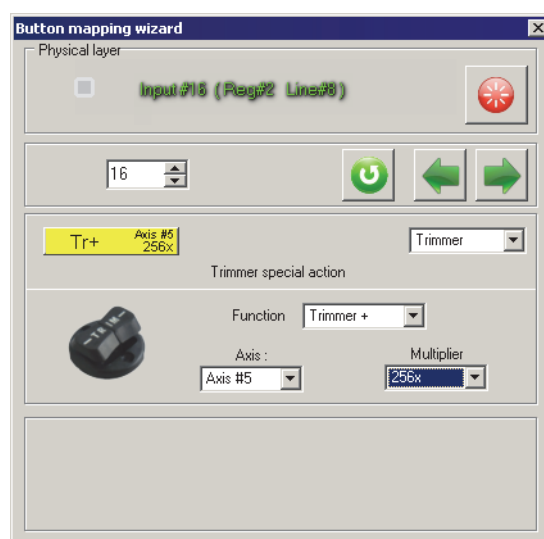 Button mapping wizard
Physical layer
Input#16 (Reg#2 Line#8)
16
Tr+ Axis #5 256x
Trimmer
Trimmer special action
-TRIM-
Function Trimmer +
Axis : Multiplier
Axis #5 256x